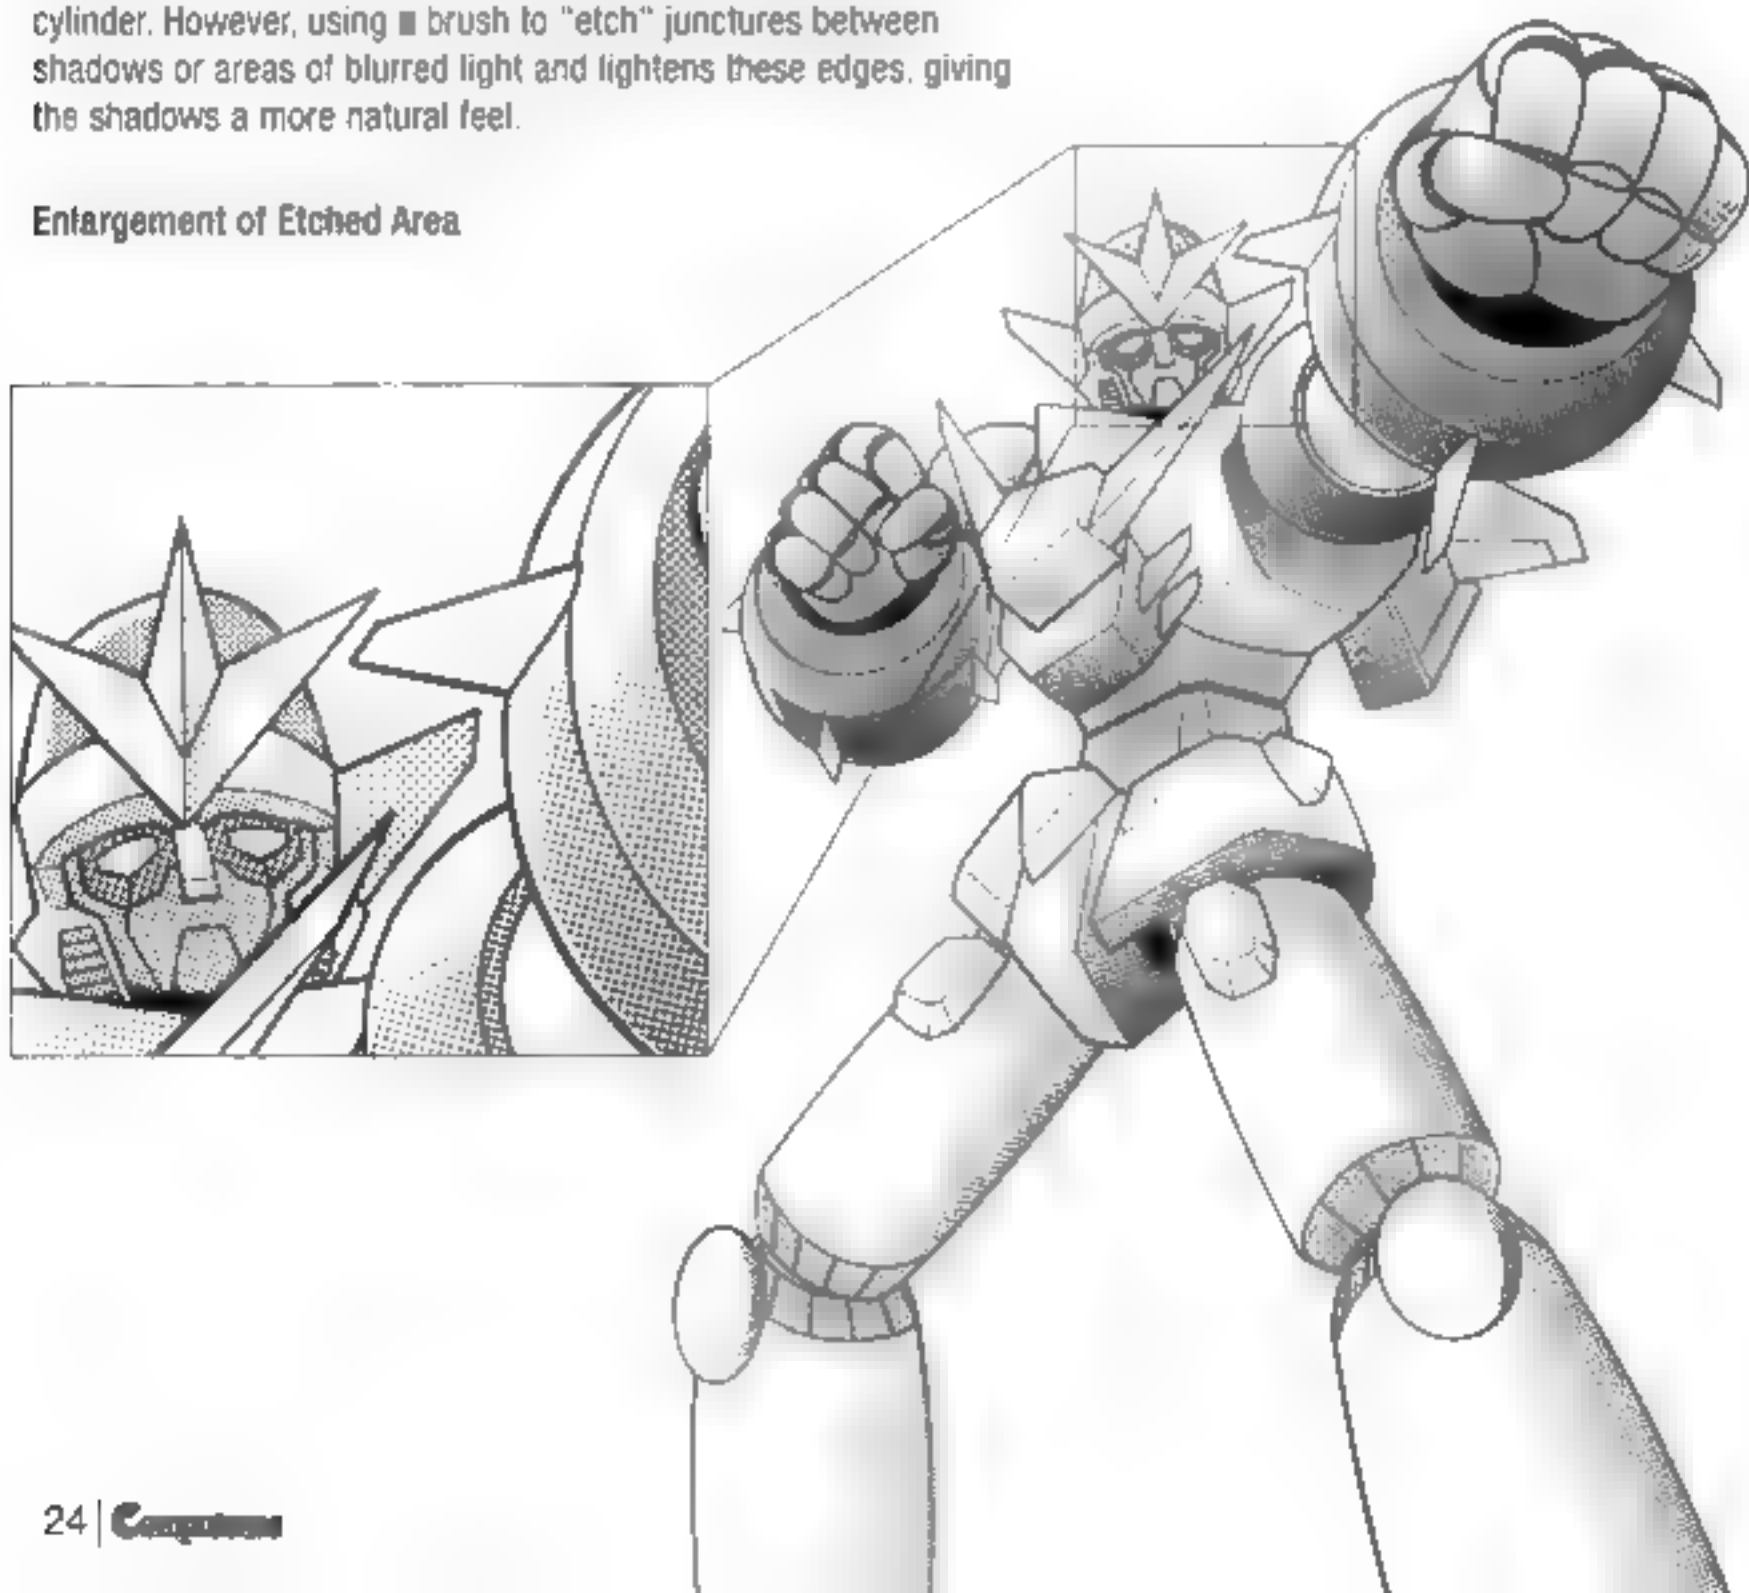 cylinder. However, using brush to "etch" junctures between
shadows or areas of blurred light and lightens these edges, giving
the shadows a more natural feel.
Enlargement of Etched Area
24